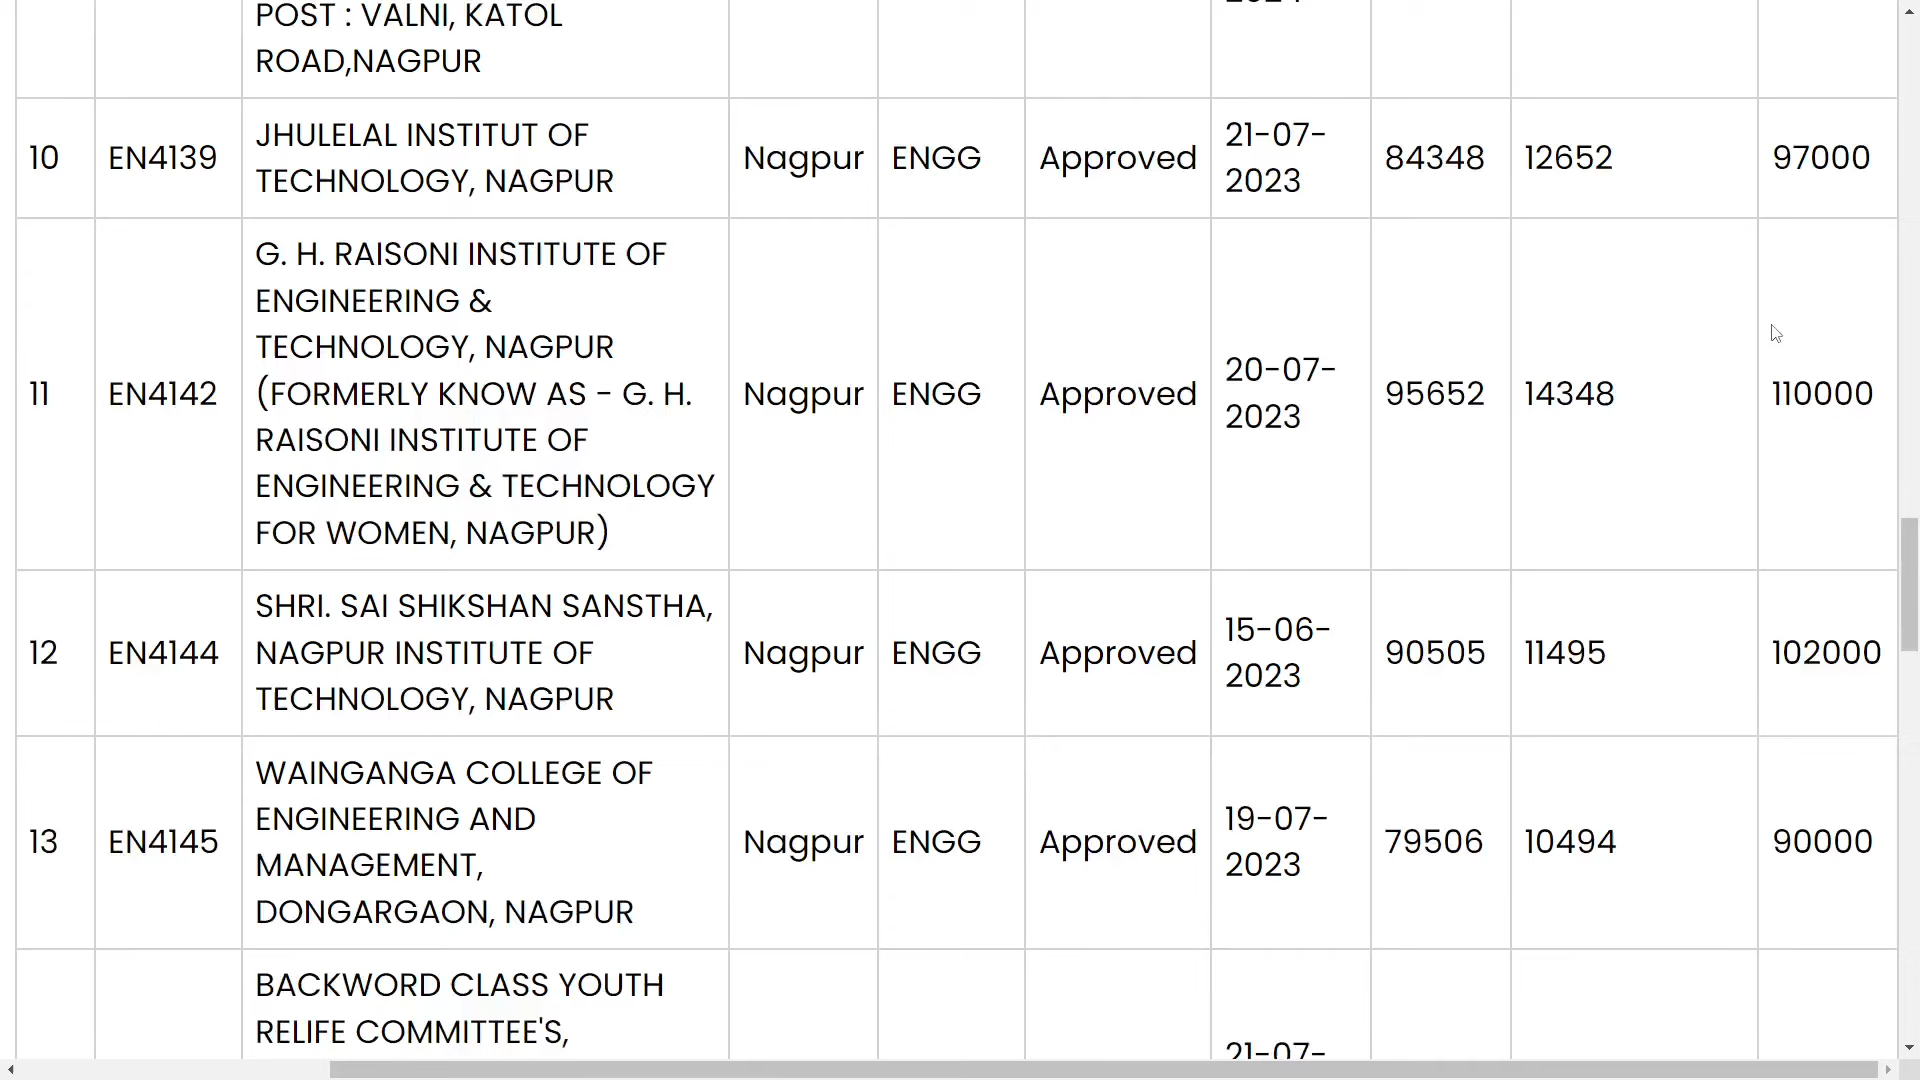 POST : VALNI, KATOL
ROAD,NAGPUR
10 EN4139 JHULELAL INSTITUT OF TECHNOLOGY, NAGPUR Nagpur ENGG Approved 21-07-2023 84348 12652 97000
11 EN4142 G. H. RAISONI INSTITUTE OF ENGINEERING & TECHNOLOGY, NAGPUR (FORMERLY KNOW AS - G. H. RAISONI INSTITUTE OF ENGINEERING & TECHNOLOGY FOR WOMEN, NAGPUR) Nagpur ENGG Approved 20-07-2023 95652 14348 110000
12 EN4144 SHRI. SAI SHIKSHAN SANSTHA, NAGPUR INSTITUTE OF TECHNOLOGY, NAGPUR Nagpur ENGG Approved 15-06-2023 90505 11495 102000
13 EN4145 WAINGANGA COLLEGE OF ENGINEERING AND MANAGEMENT, DONGARGAON, NAGPUR Nagpur ENGG Approved 19-07-2023 79506 10494 90000
BACKWORD CLASS YOUTH
RELIFE COMMITTEE'S,
21-07-